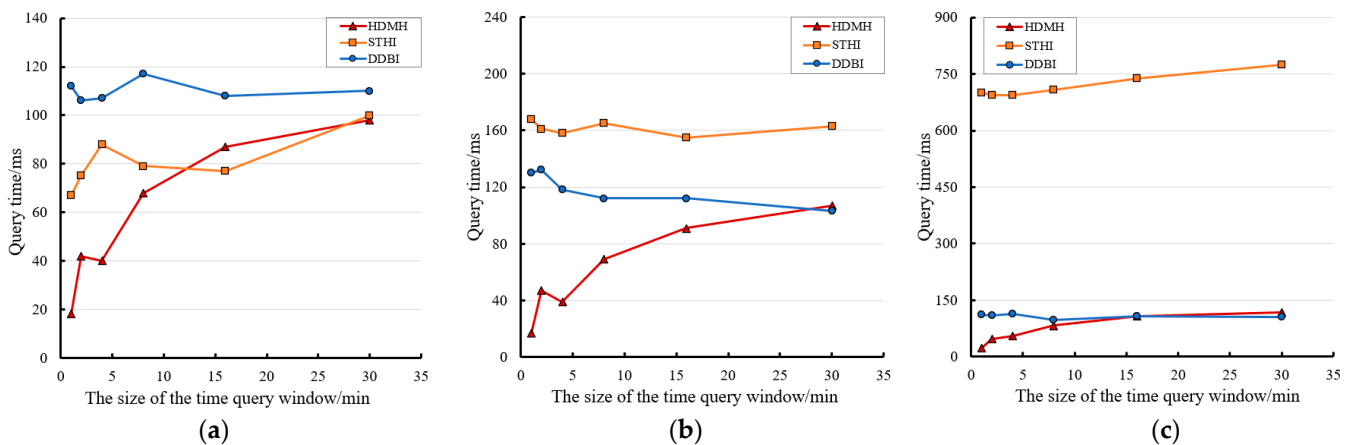 140
120
100
80
60
40
20
0
Query time/ms
HDMH
STHI
DDBI
0 5 10 15 20 25 30 35
The size of the time query window/min
(a)
240
200
160
120
80
40
0
Query time/ms
HDMH
STHI
DDBI
0 5 10 15 20 25 30 35
The size of the time query window/min
(b)
900
750
600
450
300
150
0
Query time/ms
HDMH
STHI
DDBI
0 5 10 15 20 25 30 35
The size of the time query window/min
(c)